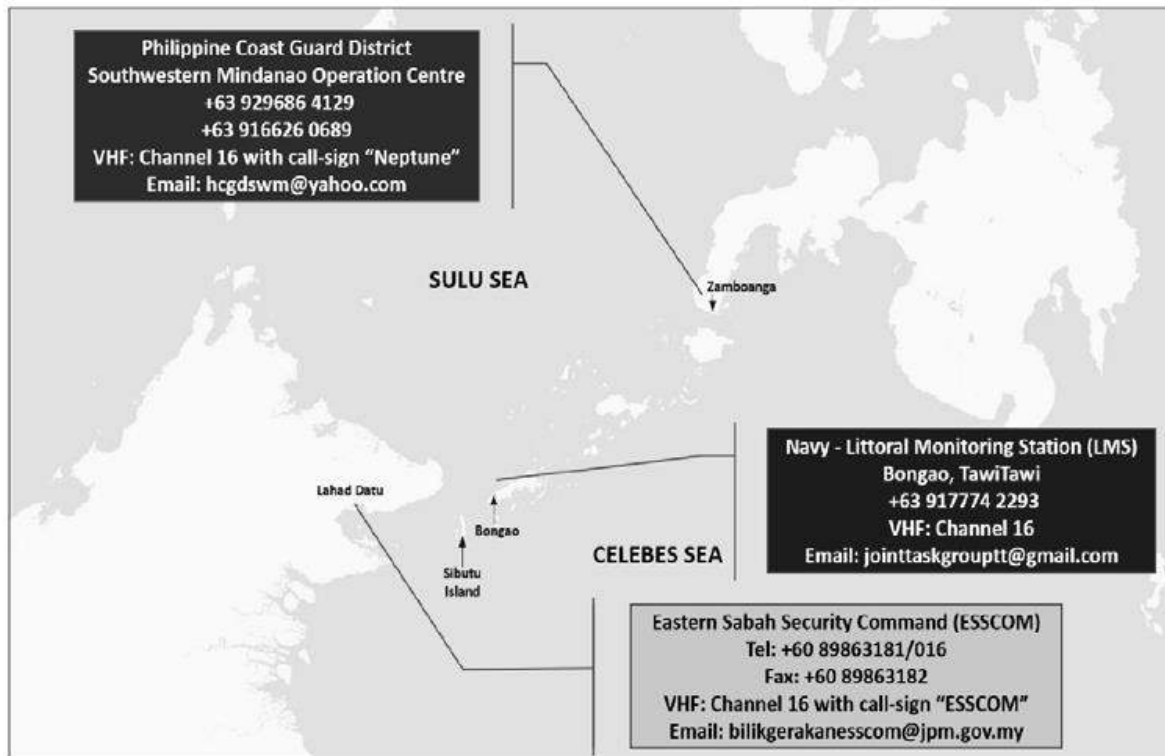 Philippine Coast Guard District
Southwestern Mindanao Operation Centre
+63 929686 4129
+63 916626 0689
VHF: Channel 16 with call-sign “Neptune”
Email: hcgdswm@yahoo.com
SULU SEA
Zamboanga
Navy - Littoral Monitoring Station (LMS)
Bongao, TawiTawi
+63 917774 2293
VHF: Channel 16
Email: jointtaskgrouptt@gmail.com
Lahad Datu
Bongao
CELEBES SEA
Sibutu
Island
Eastern Sabah Security Command (ESSCOM)
Tel: +60 89863181/016
Fax: +60 89863182
VHF: Channel 16 with call-sign “ESSCOM”
Email: bilikgerakanesscom@jpm.gov.my